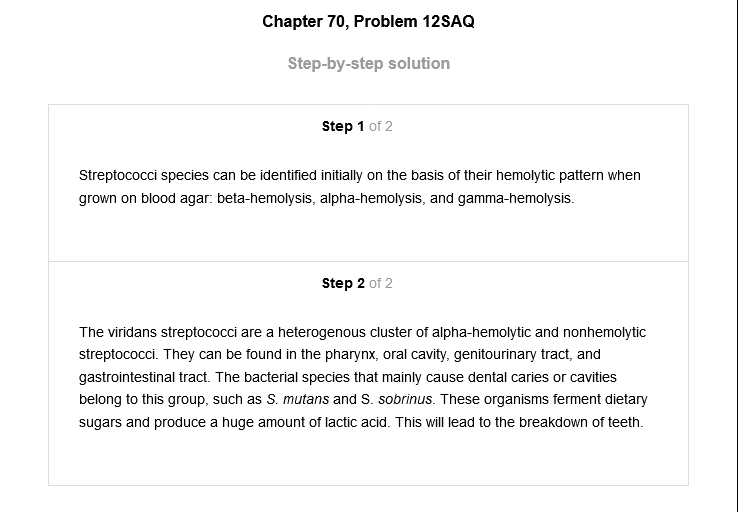 Chapter 70, Problem 12SAQ
Step-by-step solution
Step 1 of 2
Streptococci species can be identified initially on the basis of their hemolytic pattern when
grown on blood agar: beta-hemolysis, alpha-hemolysis, and gamma-hemolysis.
Step 2 of 2
The viridans streptococci are a heterogenous cluster of alpha-hemolytic and nonhemolytic
streptococci. They can be found in the pharynx, oral cavity, genitourinary tract, and
gastrointestinal tract. The bacterial species that mainly cause dental caries or cavities
belong to this group, such as S. mutans and S. sobrinus. These organisms ferment dietary
sugars and produce a huge amount of lactic acid. This will lead to the breakdown of teeth.